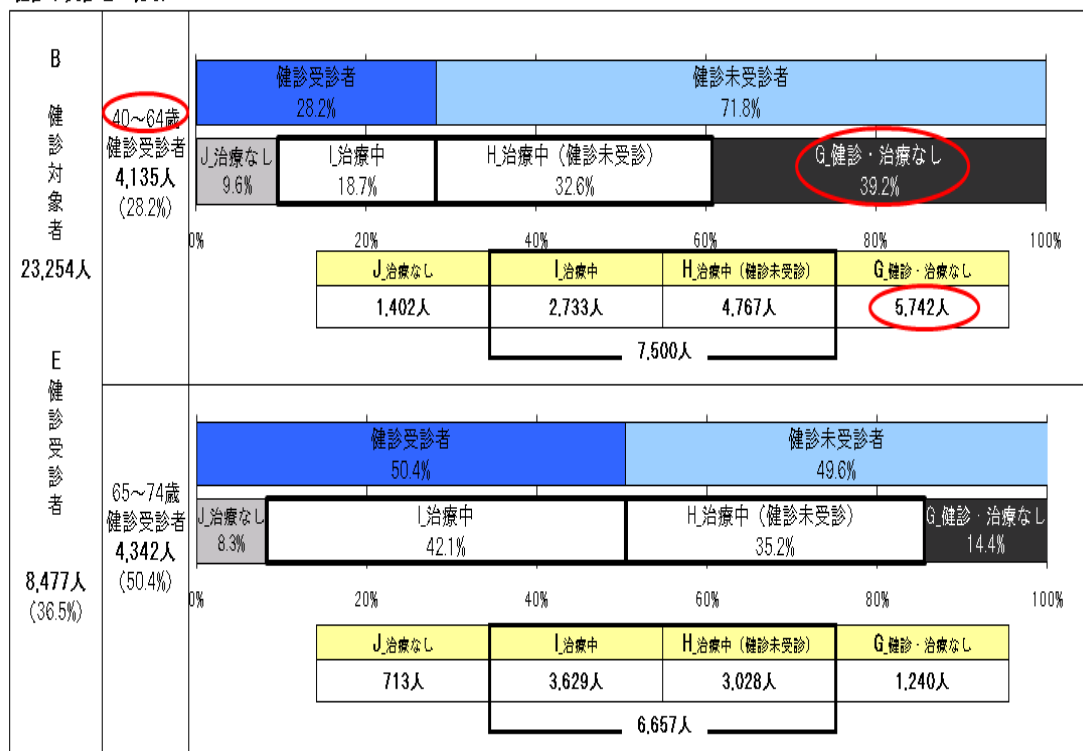 B
健診対象者
23,254人
E
健診受診者
8,477人
(36.5%)
40~64歳
健診受診者
4,135人
(28.2%)
健診受診者
28.2%
健診未受診者
71.8%
J_治療なし
9.6%
I_治療中
18.7%
H_治療中（健診未受診）
32.6%
G_健診・治療なし
39.2%
0% 20% 40% 60% 80% 100%
J_治療なし I_治療中 H_治療中（健診未受診） G_健診・治療なし
1,402人 2,733人 4,767人 5,742人
7,500人
65~74歳
健診受診者
4,342人
(50.4%)
健診受診者
50.4%
健診未受診者
49.6%
J_治療なし
8.3%
I_治療中
42.1%
H_治療中（健診未受診）
35.2%
G_健診・治療なし
14.4%
0% 20% 40% 60% 80% 100%
J_治療なし I_治療中 H_治療中（健診未受診） G_健診・治療なし
713人 3,629人 3,028人 1,240人
6,657人